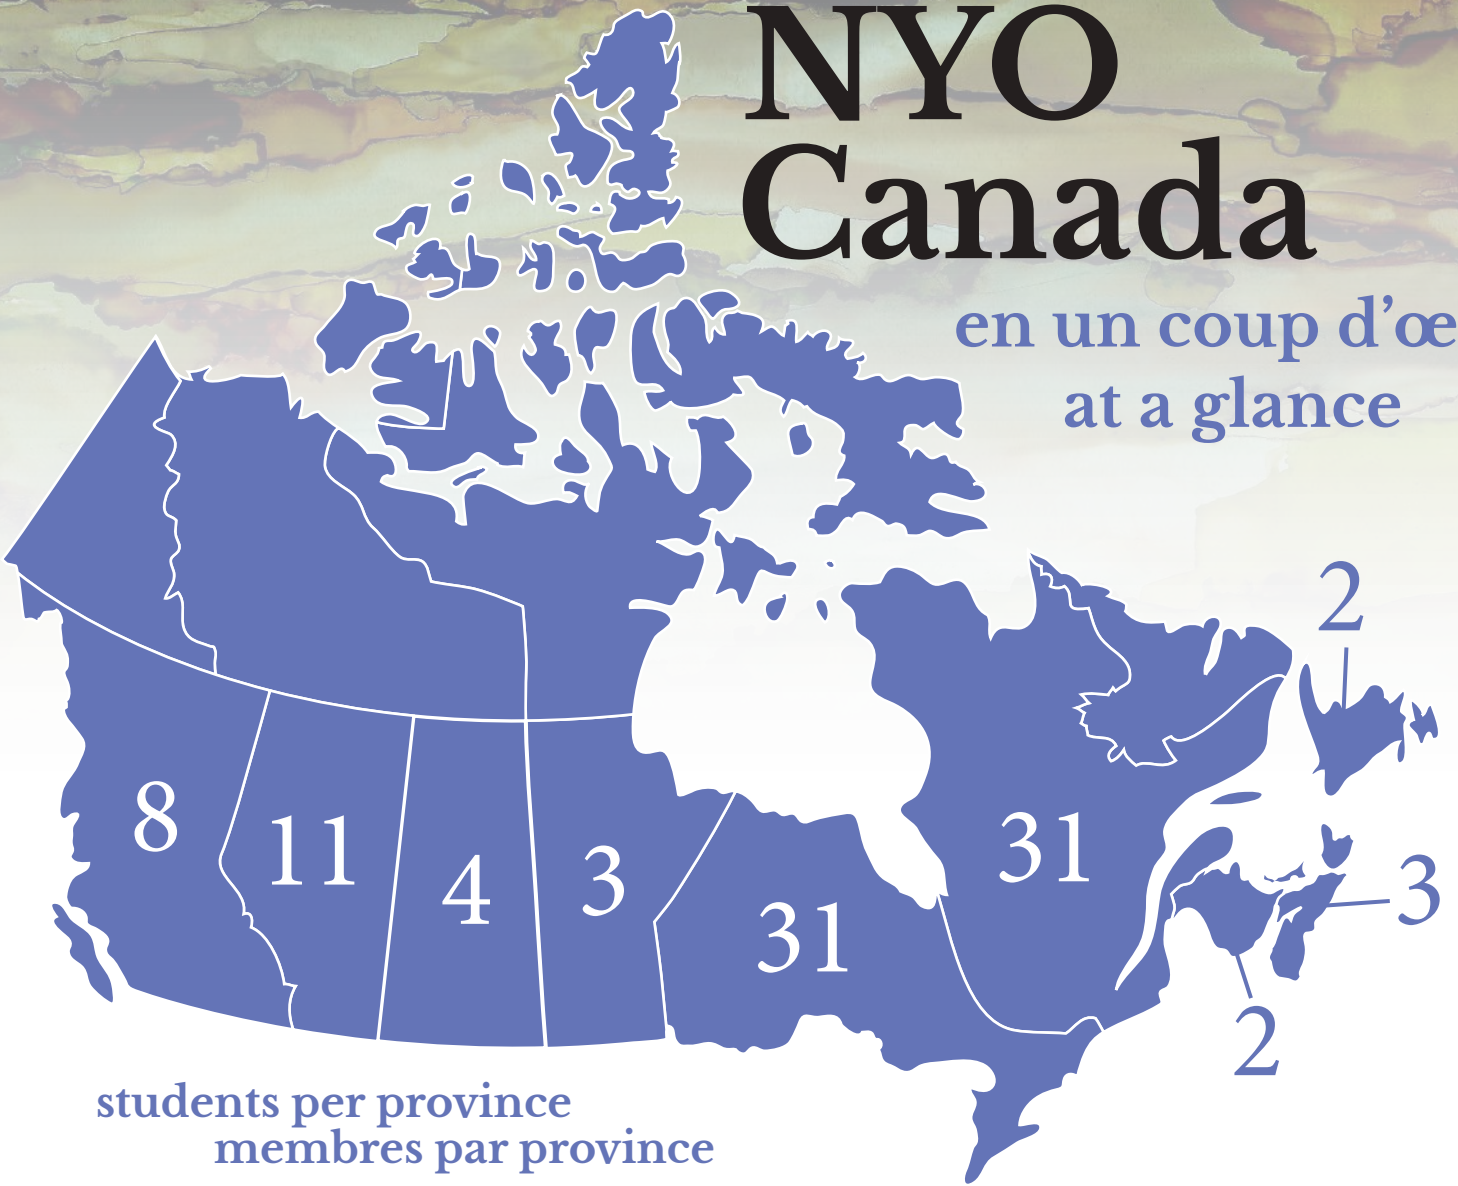 NYO
Canada
en un coup d’œ
at a glance
2
8
11
4
3
31
31
3
2
students per province
membres par province